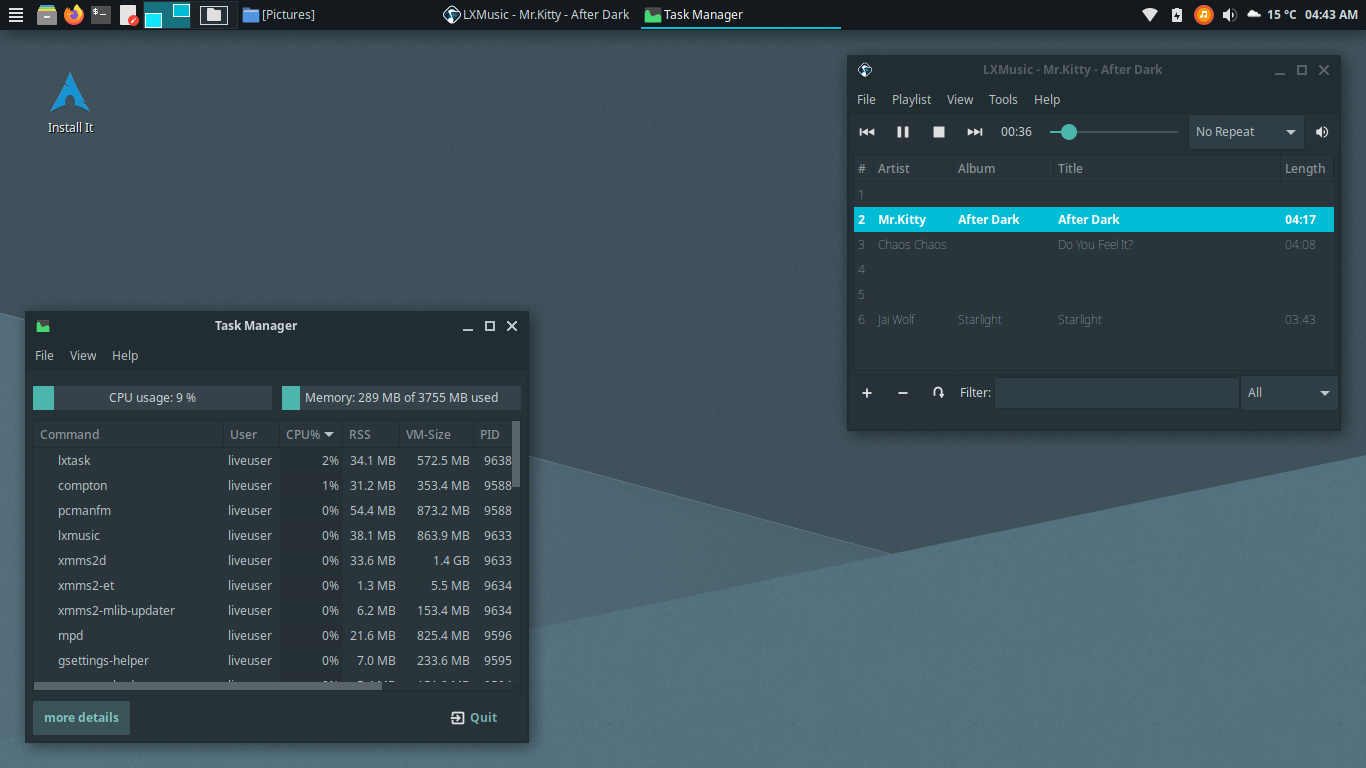 [Pictures]
LXMusic - Mr.Kitty - After Dark
Task Manager
15 °C
04:43 AM
Install It
LXMusic - Mr.Kitty - After Dark
File Playlist View Tools Help
00:36 No Repeat
# Artist Album Title Length
1
2 Mr.Kitty After Dark After Dark 04:17
3 Chaos Chaos Do You Feel It? 04:08
4
5
6 Jai Wolf Starlight Starlight 03:43
Filter: All
Task Manager
File View Help
CPU usage: 9 % Memory: 289 MB of 3755 MB used
Command User CPU% RSS VM-Size PID
lxtask liveuser 2% 34.1 MB 572.5 MB 9638
compton liveuser 1% 31.2 MB 353.4 MB 9588
pcmanfm liveuser 0% 54.4 MB 873.2 MB 9588
lxmusic liveuser 0% 38.1 MB 863.9 MB 9633
xmms2d liveuser 0% 33.6 MB 1.4 GB 9633
xmms2-et liveuser 0% 1.3 MB 5.5 MB 9634
xmms2-mlib-updater liveuser 0% 6.2 MB 153.4 MB 9634
mpd liveuser 0% 21.6 MB 825.4 MB 9596
gsettings-helper liveuser 0% 7.0 MB 233.6 MB 9595
more details Quit